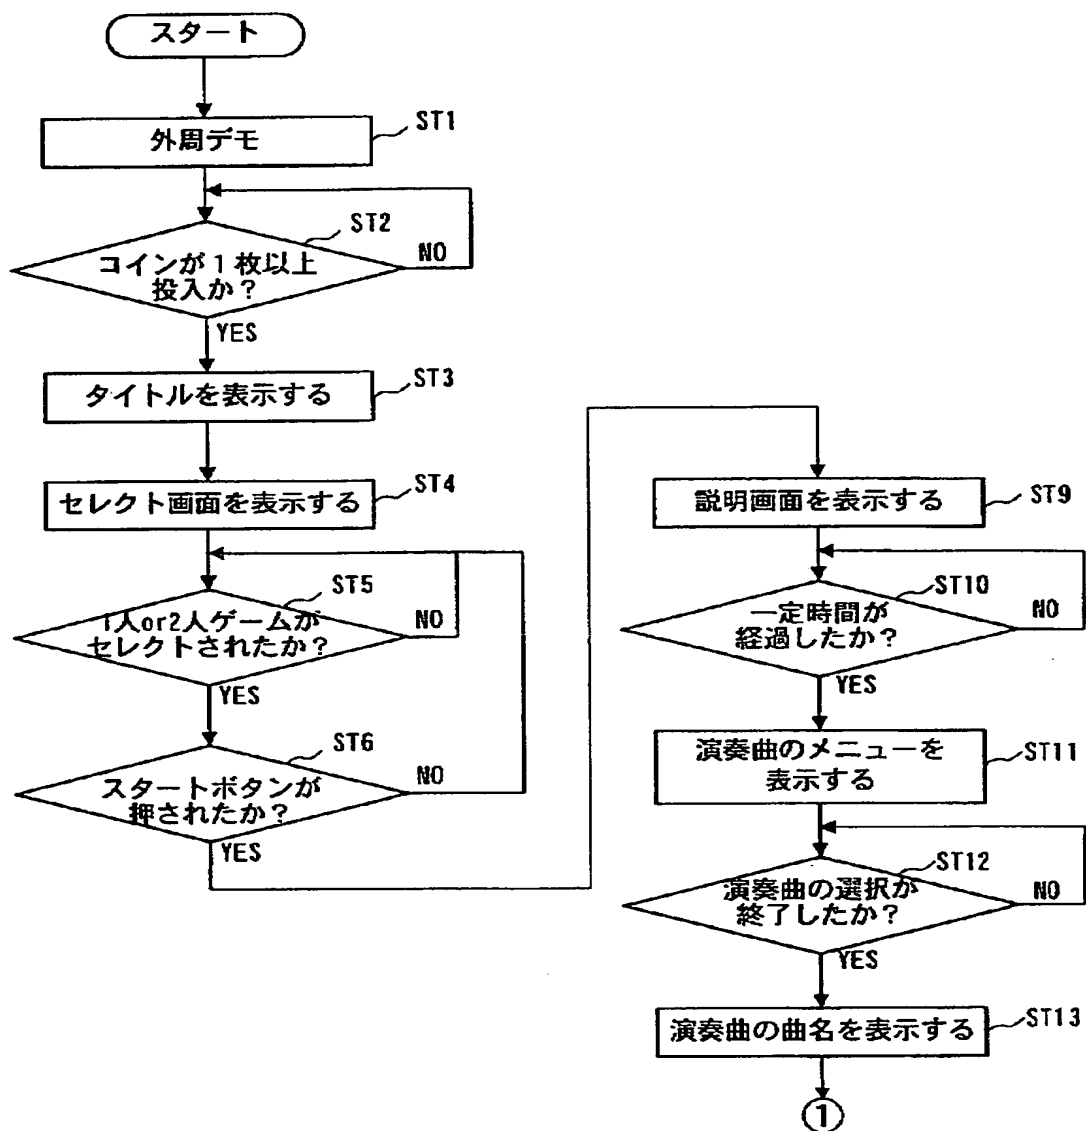 スタート
外周デモ
ST1
ST2
コインが1枚以上
投入か?
NO
YES
タイトルを表示する
ST3
セレクト画面を表示する
ST4
ST5
1人or2人ゲームが
セレクトされたか?
NO
YES
ST6
スタートボタンが
押されたか?
NO
YES
説明画面を表示する
ST9
ST10
一定時間が
経過したか?
NO
YES
演奏曲のメニューを
表示する
ST11
ST12
演奏曲の選択が
終了したか?
NO
YES
演奏曲の曲名を表示する
ST13
①